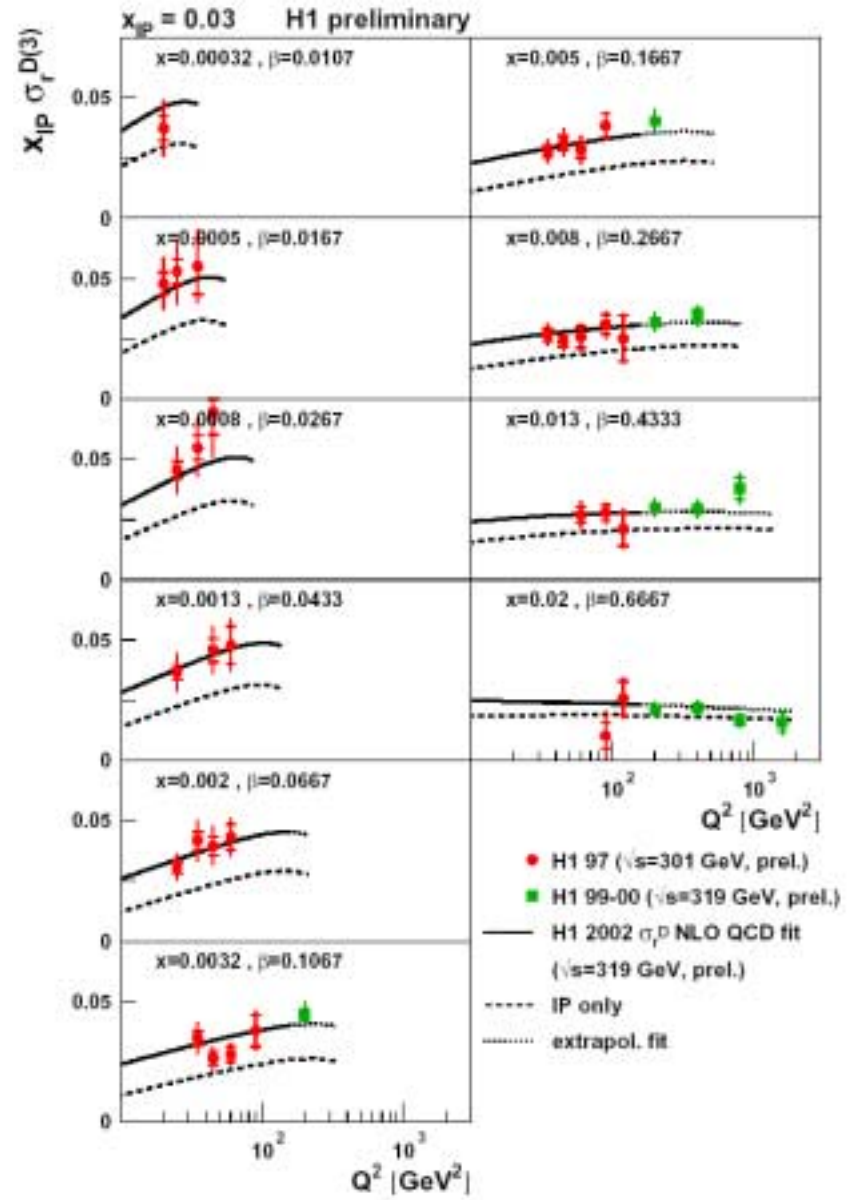 x_IP = 0.03 H1 preliminary
x_IP σ_r^D(3)
x=0.00032 , β=0.0107
0.05
0
x=0.0005 , β=0.0167
0.05
0
x=0.0008 , β=0.0267
0.05
0
x=0.0013 , β=0.0433
0.05
0
x=0.002 , β=0.0667
0.05
0
x=0.0032 , β=0.1067
0.05
0
10^2 10^3
Q^2 [GeV^2]
x=0.005 , β=0.1667
x=0.008 , β=0.2667
x=0.013 , β=0.4333
x=0.02 , β=0.6667
10^2 10^3
Q^2 [GeV^2]
H1 97 (√s=301 GeV, prel.)
H1 99-00 (√s=319 GeV, prel.)
H1 2002 σ_r^D NLO QCD fit
(√s=319 GeV, prel.)
IP only
extrapol. fit